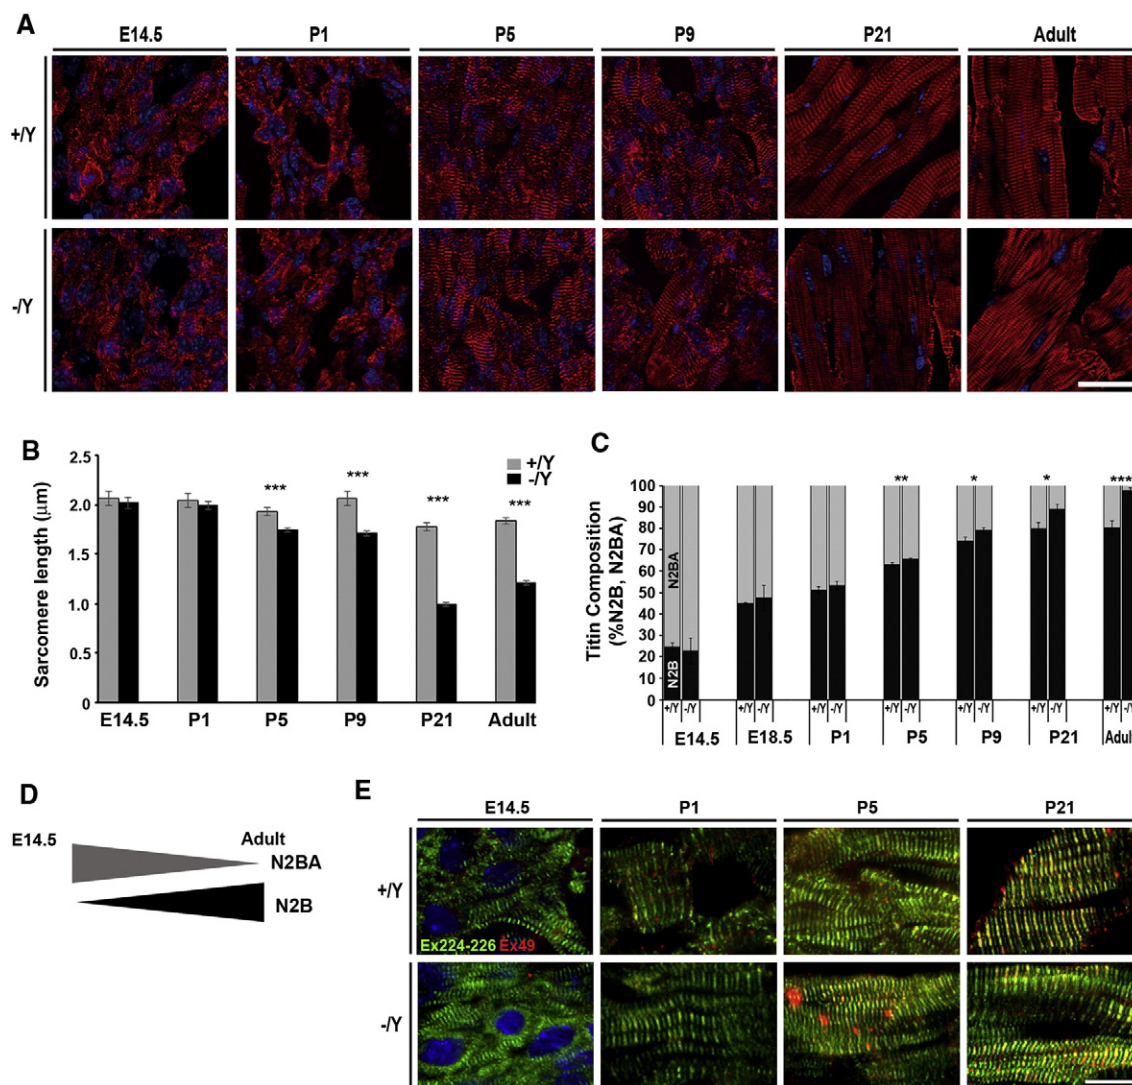 A
E14.5 P1 P5 P9 P21 Adult
+/Y
-/Y
B
Sarcomere length (μm)
2.5
2.0
1.5
1.0
0.5
0
+/Y
-/Y
*** *** *** ***
E14.5 P1 P5 P9 P21 Adult
C
Titin Composition
(%N2B, N2BA)
100
90
80
70
60
50
40
30
20
10
0
** * * ***
N2BA
N2B
+/Y -/Y +/Y -/Y +/Y -/Y +/Y -/Y +/Y -/Y +/Y -/Y +/Y -/Y
E14.5 E18.5 P1 P5 P9 P21 Adult
D
E14.5 Adult
N2BA
N2B
E
E14.5 P1 P5 P21
+/Y
Ex224-226 Ex49
-/Y